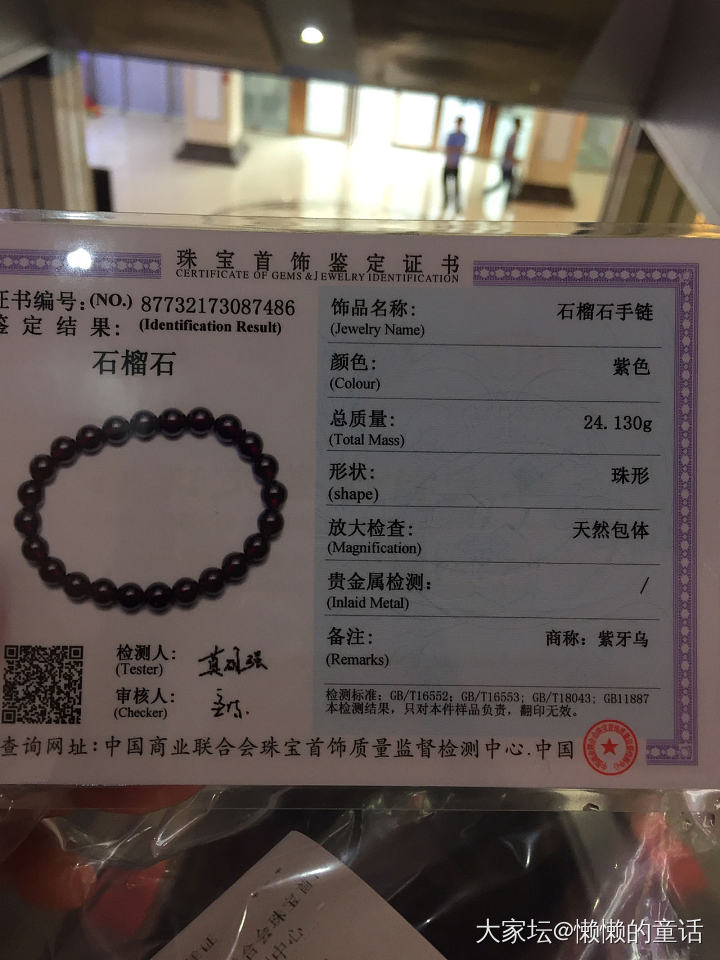 珠宝首饰鉴定证书
CERTIFICATE OF GEMS &JEWELRY IDENTIFICATION
证书编号:(NO.) 87732173087486
鉴定结果: (Identification Result)
石榴石
饰品名称: 石榴石手链
(Jewelry Name)
颜色: 紫色
(Colour)
总质量: 24.130g
(Total Mass)
形状: 珠形
(shape)
放大检查: 天然包体
(Magnification)
贵金属检测: /
(Inlaid Metal)
备注: 商标：紫牙乌
(Remarks)
检测人:
(Tester)
审核人:
(Checker)
检测标准: GB/T16552; GB/T16553; GB/T18043; GB11887
本检测结果，只对本件样品负责，翻印无效。
查询网址:中国商业联合会珠宝首饰质量监督检测中心.中国
大家坛@懒懒的童话